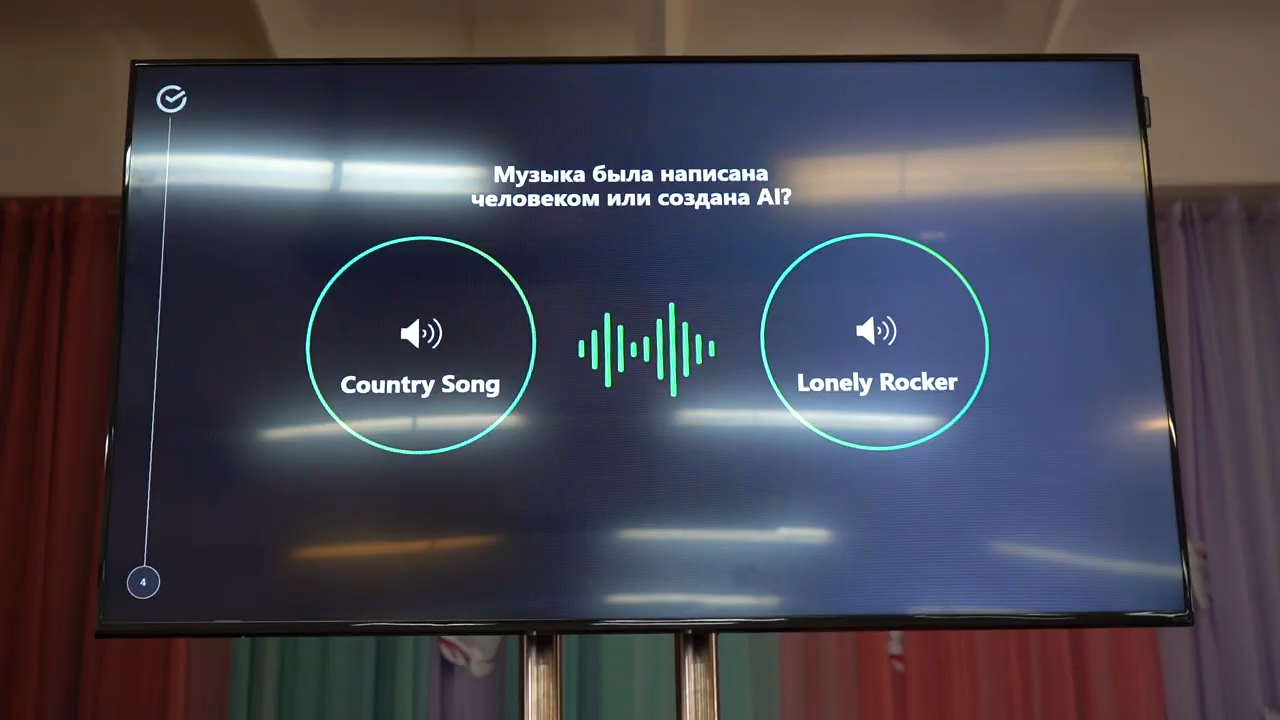 Музыка была написана
человеком или создана AI?
Country Song
Lonely Rocker
4